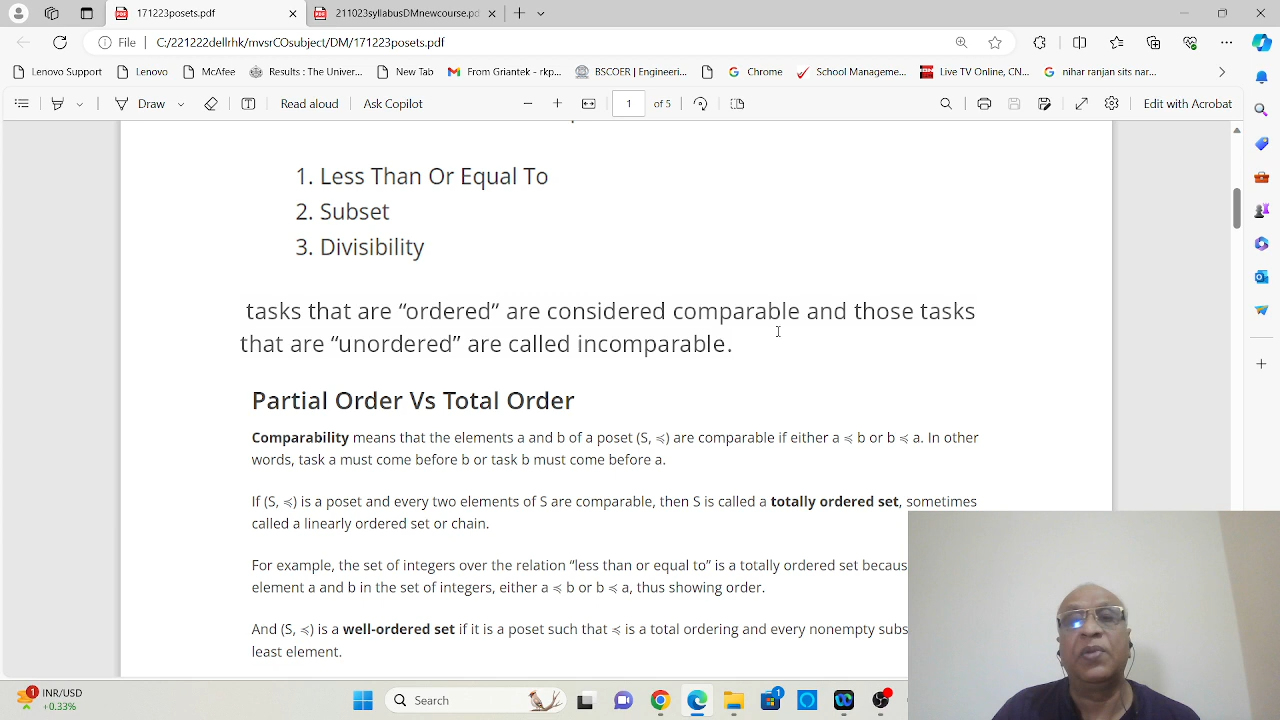 171223posets.pdf
211023syllabusDMnewcourse.pd
File
C:/221222dellrhk/mvsrCOsubject/DM/171223posets.pdf
Lenovo Support
Lenovo
McAfee
Results : The Univer...
New Tab
From Griantek - rkp...
BSCOER | Engineeri...
Chrome
School Manageme...
Live TV Online, CN...
nihar ranjan sits nar...
Draw
Read aloud
Ask Copilot
1 of 5
Edit with Acrobat
1. Less Than Or Equal To
2. Subset
3. Divisibility
tasks that are “ordered” are considered comparable and those tasks
that are “unordered” are called incomparable.
Partial Order Vs Total Order
Comparability means that the elements a and b of a poset (S, ≼) are comparable if either a ≼ b or b ≼ a. In other
words, task a must come before b or task b must come before a.
If (S, ≼) is a poset and every two elements of S are comparable, then S is called a totally ordered set, sometimes
called a linearly ordered set or chain.
For example, the set of integers over the relation “less than or equal to” is a totally ordered set becaus
element a and b in the set of integers, either a ≼ b or b ≼ a, thus showing order.
And (S, ≼) is a well-ordered set if it is a poset such that ≼ is a total ordering and every nonempty subs
least element.
1
INR/USD
+0.33%
Search
1